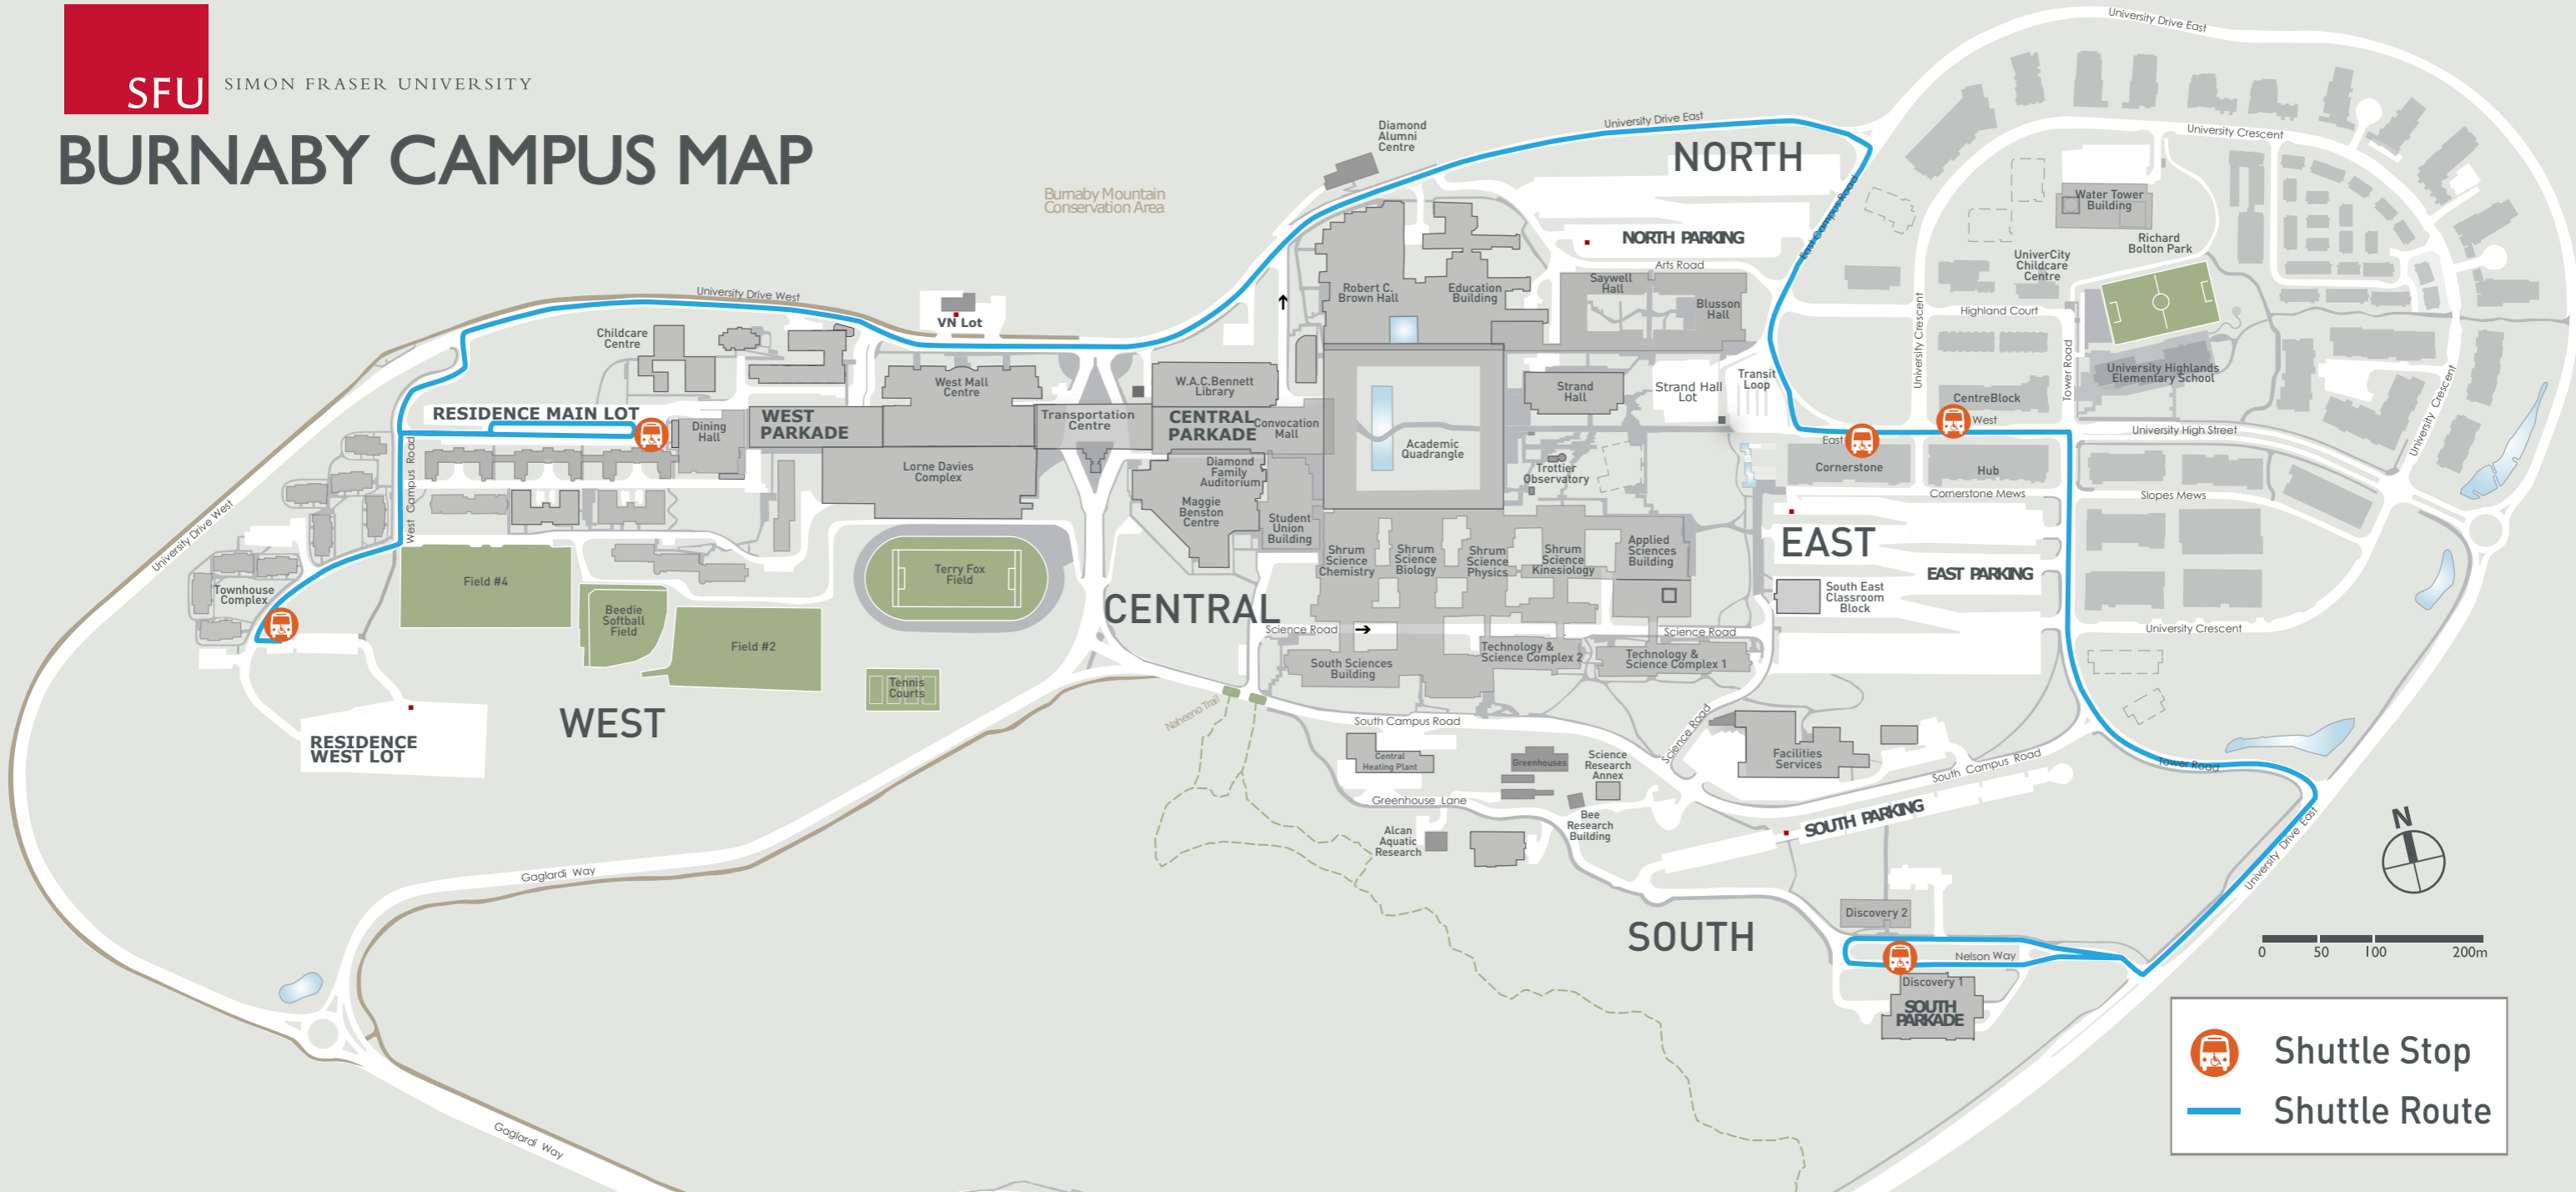 SFU
SIMON FRASER UNIVERSITY
BURNABY CAMPUS MAP
University Drive East
University Drive East
University Crescent
Diamond
Alumni
Centre
NORTH
Burnaby Mountain
Conservation Area
East Campus Road
Water Tower
Building
NORTH PARKING
Richard
Bolton Park
Arts Road
UniverCity
Childcare
Centre
Saywell
Hall
Robert C.
Brown Hall
Education
Building
Blusson
Hall
Highland Court
University Drive West
VN Lot
Childcare
Centre
University Crescent
Tower Road
University Highlands
Elementary School
Transit
Loop
Strand Hall
Lot
Strand
Hall
West Mall
Centre
W.A.C.Bennett
Library
CentreBlock
University Crescent
RESIDENCE MAIN LOT
Dining
Hall
WEST
PARKADE
Transportation
Centre
CENTRAL
PARKADE
Convocation
Mall
Academic
Quadrangle
West
East
University High Street
Cornerstone
Hub
Trottier
Observatory
Lorne Davies
Complex
Diamond
Family
Auditorium
Maggie
Benston
Centre
Student
Union
Building
Cornerstone Mews
Slopes Mews
West Campus Road
University Drive West
EAST
EAST PARKING
Shrum
Science
Chemistry
Shrum
Science
Biology
Shrum
Science
Physics
Shrum
Science
Kinesiology
Applied
Sciences
Building
South East
Classroom
Block
Field #4
Terry Fox
Field
Townhouse
Complex
Beedie
Softball
Field
Field #2
CENTRAL
Science Road
Science Road
University Crescent
South Sciences
Building
Technology &
Science Complex 2
Technology &
Science Complex 1
Tennis
Courts
WEST
RESIDENCE
WEST LOT
Naheeno Trail
South Campus Road
Science Road
Central
Heating Plant
Greenhouses
Science
Research
Annex
Facilities
Services
South Campus Road
Tower Road
Greenhouse Lane
Bee
Research
Building
Alcan
Aquatic
Research
SOUTH PARKING
University Drive East
N
Gaglardi Way
Discovery 2
SOUTH
Nelson Way
0
50
100
200m
Discovery 1
SOUTH
PARKADE
Gaglardi Way
Shuttle Stop
Shuttle Route